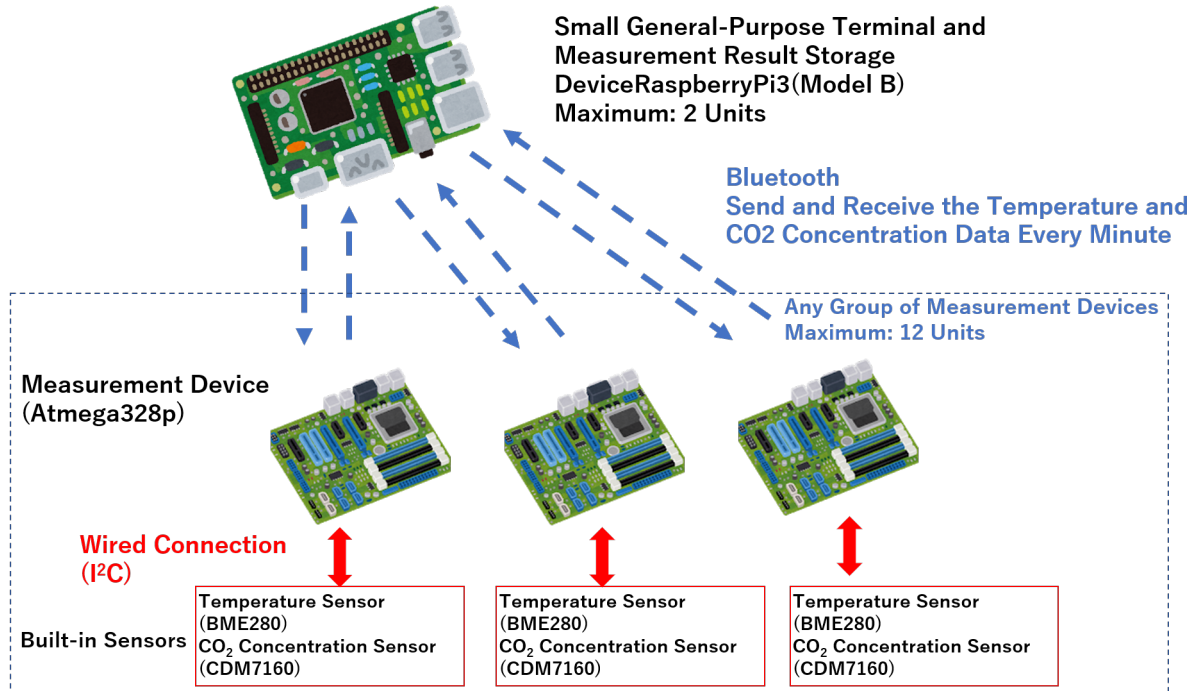 Small General-Purpose Terminal and
Measurement Result Storage
DeviceRaspberryPi3(Model B)
Maximum: 2 Units
Bluetooth
Send and Receive the Temperature and
CO2 Concentration Data Every Minute
Any Group of Measurement Devices
Maximum: 12 Units
Measurement Device
(Atmega328p)
Wired Connection
(I²C)
Built-in Sensors
Temperature Sensor
(BME280)
CO₂ Concentration Sensor
(CDM7160)
Temperature Sensor
(BME280)
CO₂ Concentration Sensor
(CDM7160)
Temperature Sensor
(BME280)
CO₂ Concentration Sensor
(CDM7160)